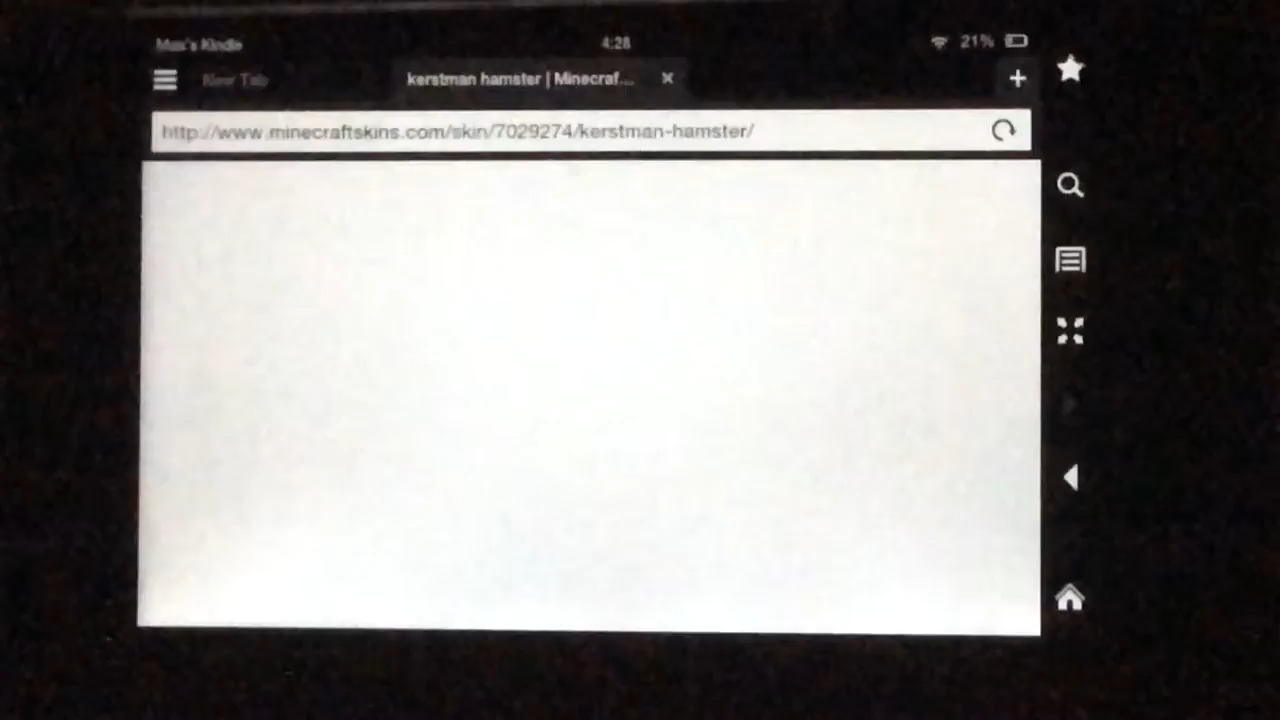 Max's Kindle 4:28 21%
New Tab kerstman hamster | Minecraf...
http://www.minecraftskins.com/skin/7029274/kerstman-hamster/